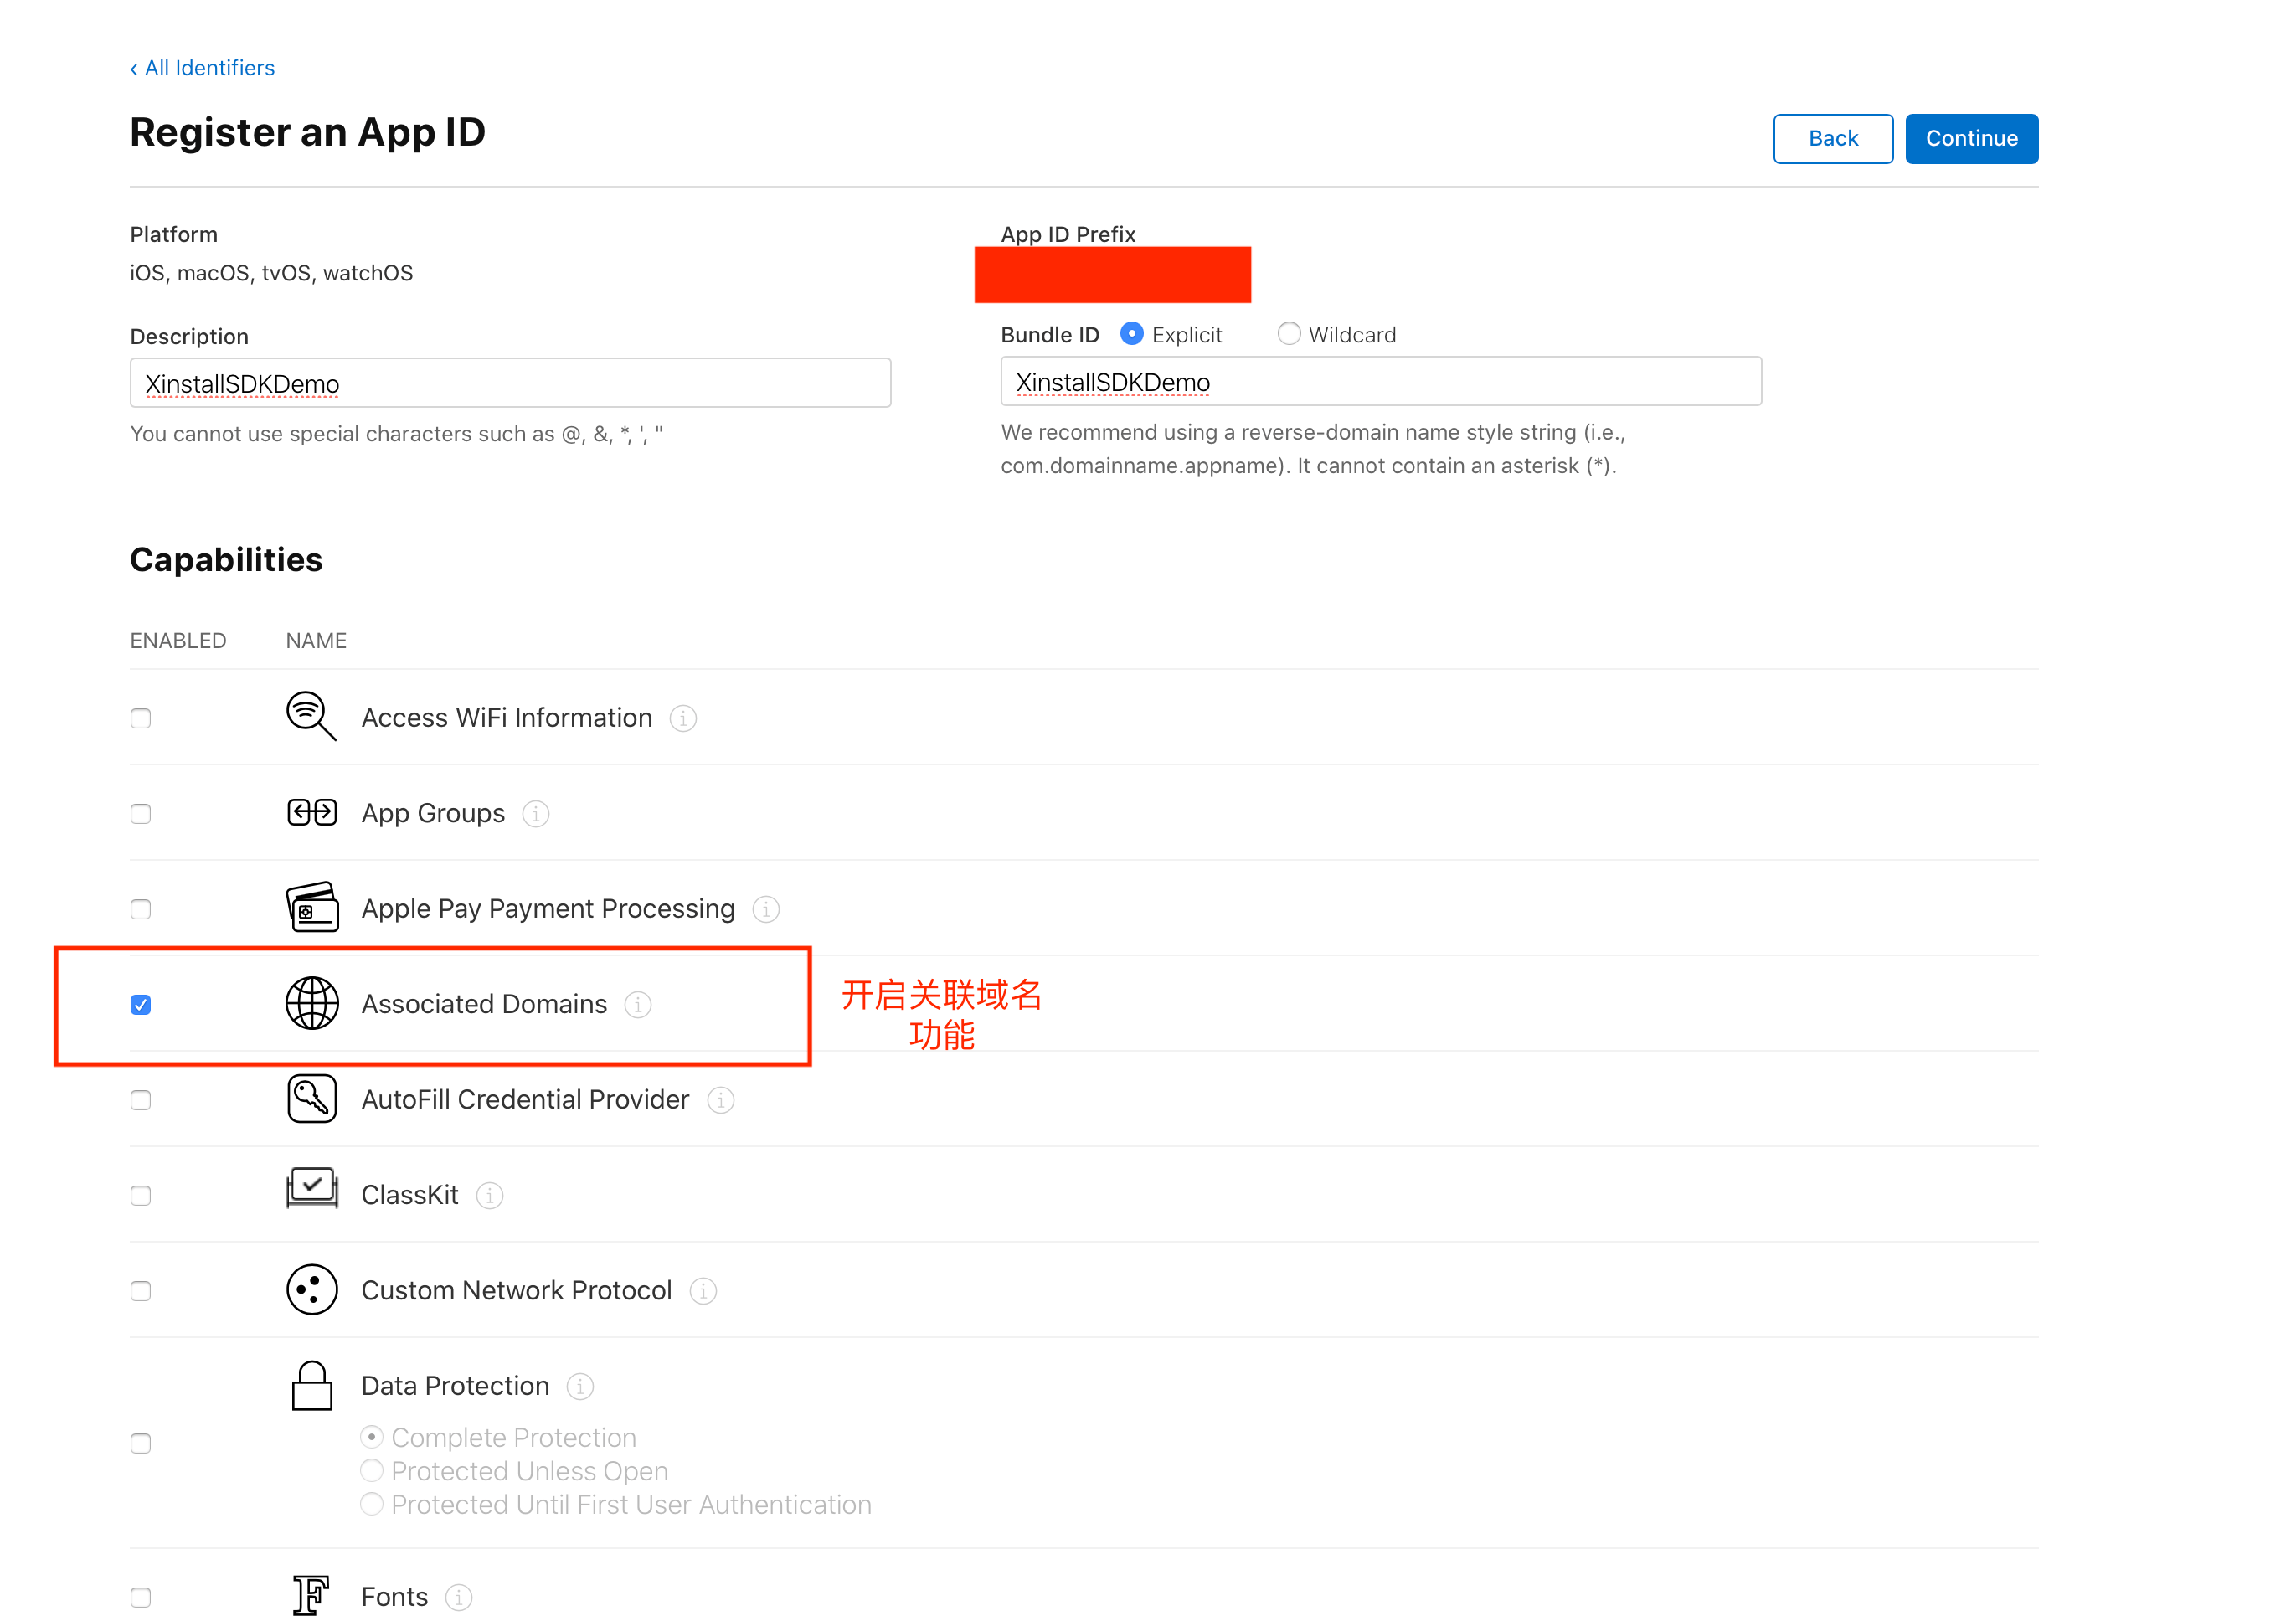 ‹ All Identifiers
Register an App ID
Back
Continue
Platform
iOS, macOS, tvOS, watchOS
App ID Prefix
Description
XinstallSDKDemo
You cannot use special characters such as @, &, *, ', "
Bundle ID
Explicit
Wildcard
XinstallSDKDemo
We recommend using a reverse-domain name style string (i.e.,
com.domainname.appname). It cannot contain an asterisk (*).
Capabilities
ENABLED NAME
Access WiFi Information
App Groups
Apple Pay Payment Processing
Associated Domains
开启关联域名
功能
AutoFill Credential Provider
ClassKit
Custom Network Protocol
Data Protection
Complete Protection
Protected Unless Open
Protected Until First User Authentication
Fonts